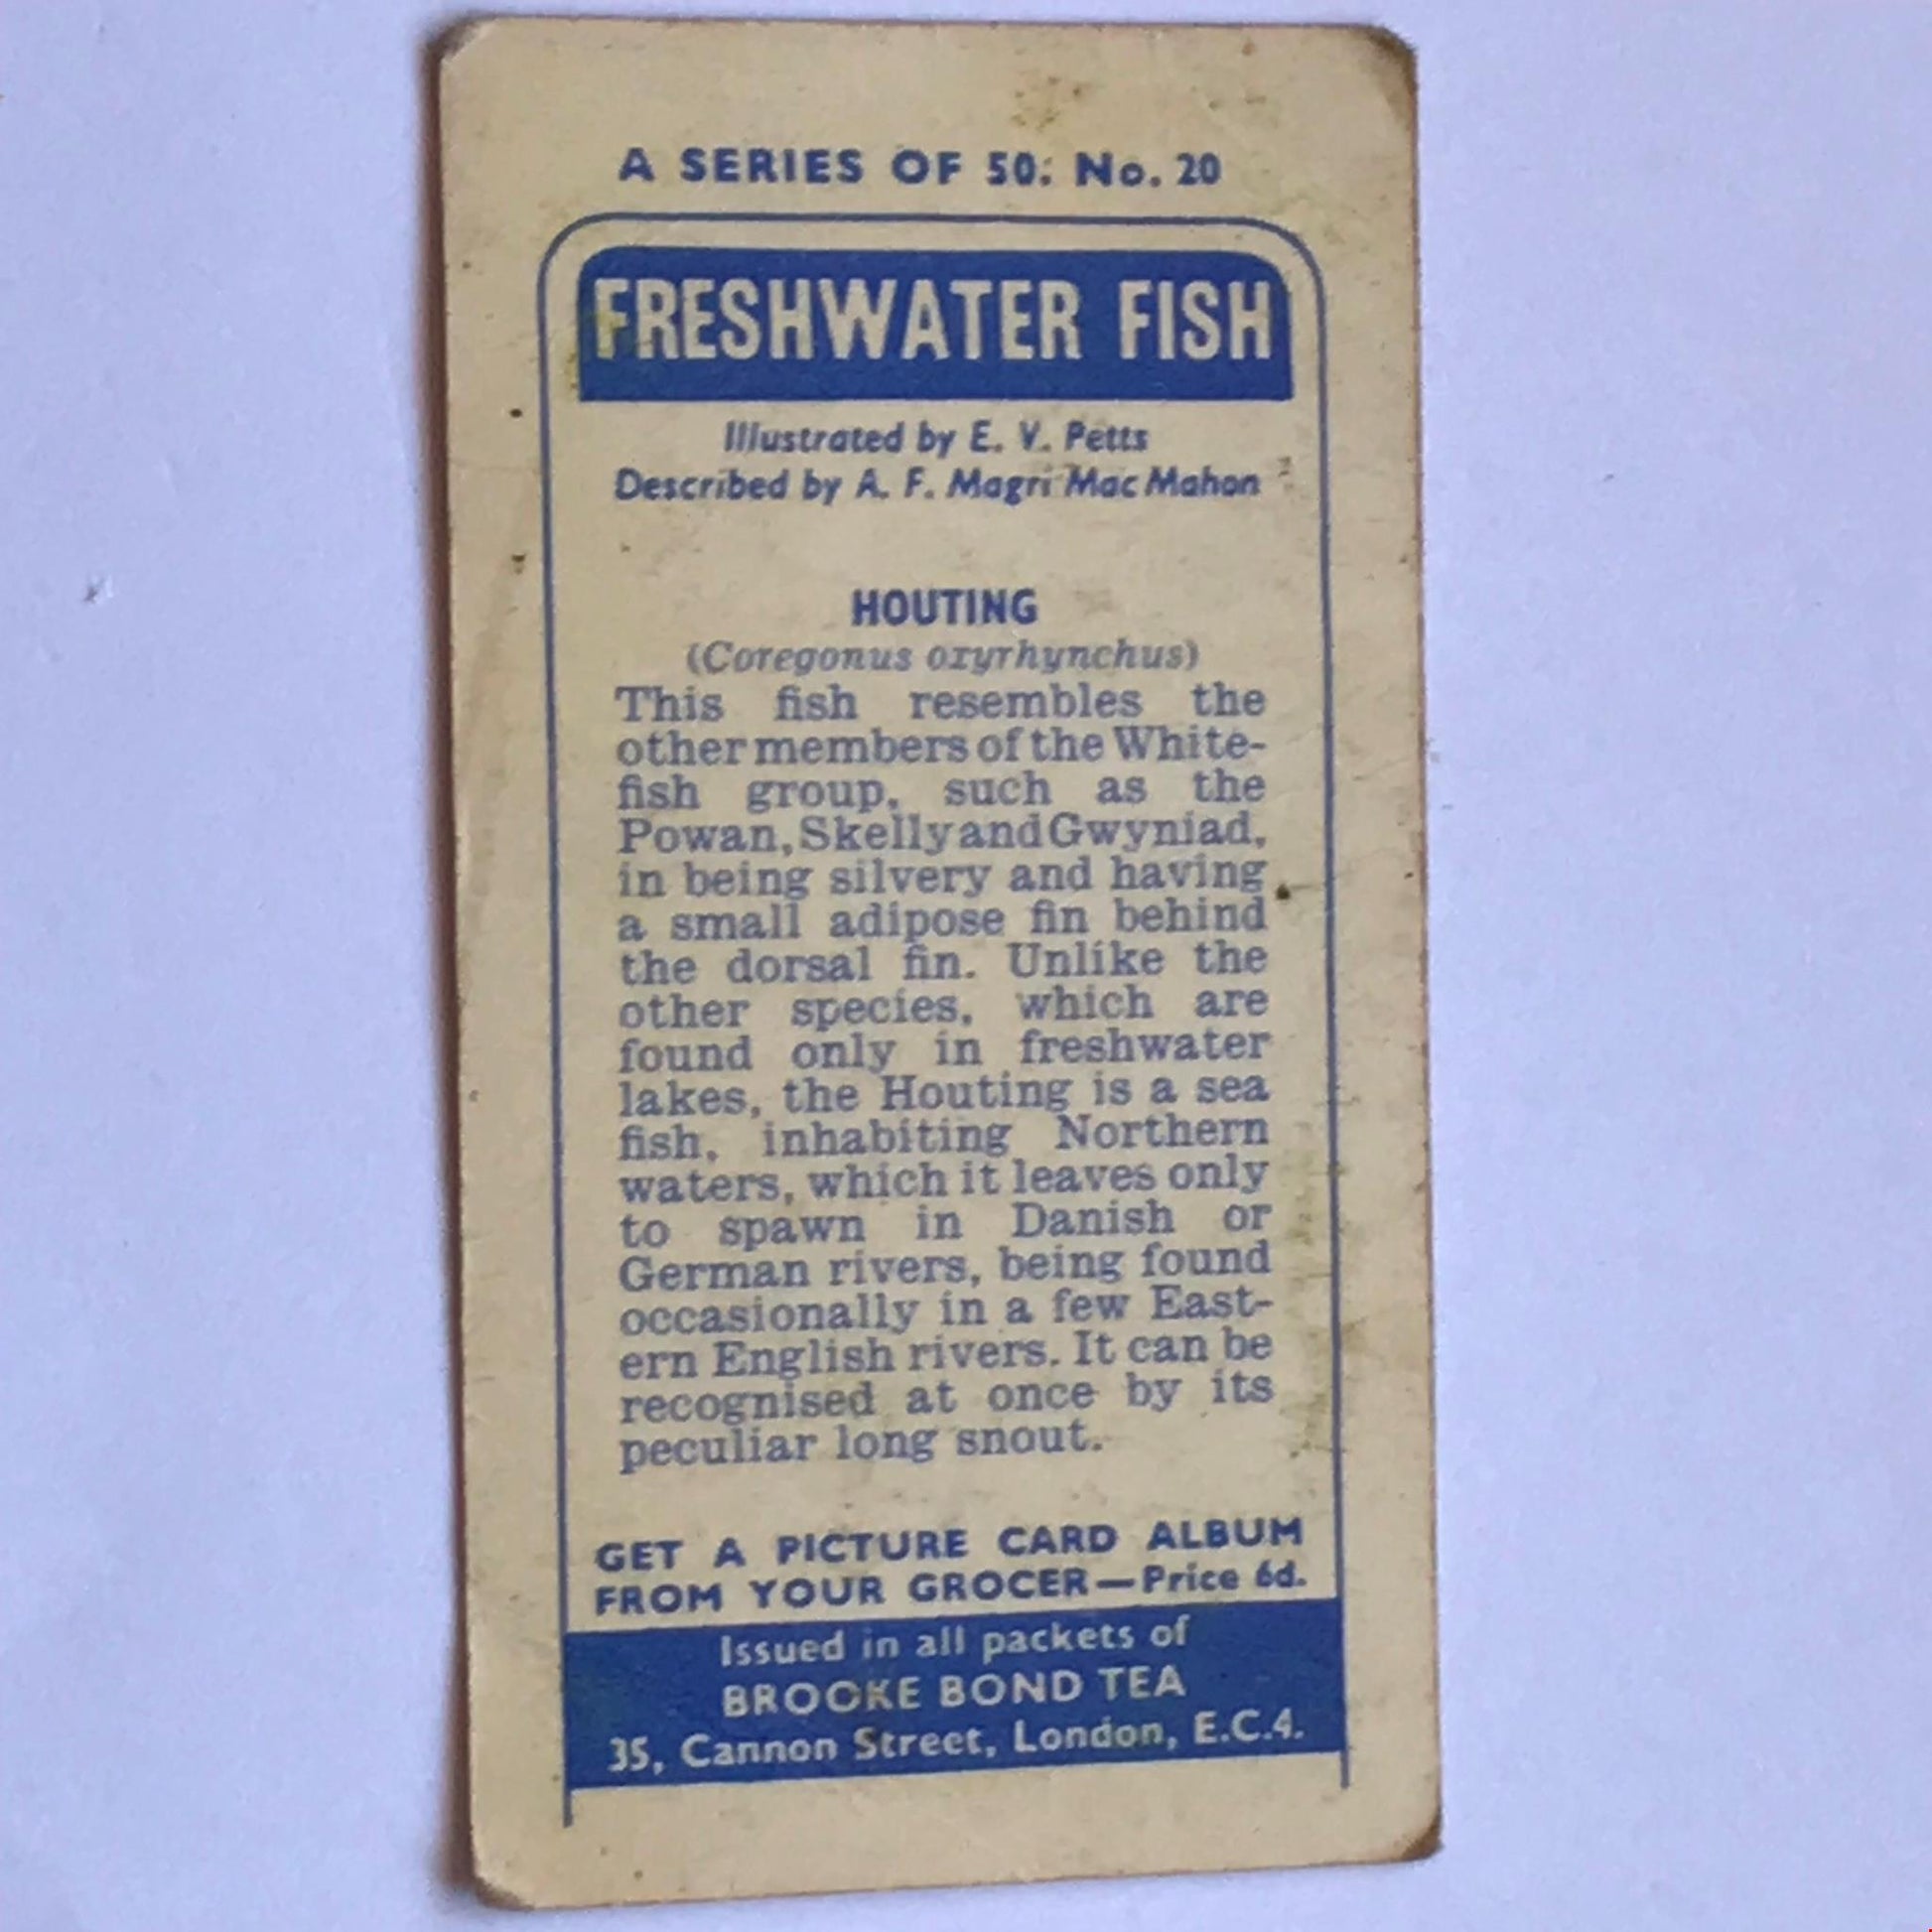 A SERIES OF 50: No. 20
FRESHWATER FISH
Illustrated by E. V. Petts
Described by A. F. Magri Mac Mahon
HOUTING
(Coregonus oxyrhynchus)
This fish resembles the
other members of the White-
fish group, such as the
Powan, Skelly and Gwyniad,
in being silvery and having
a small adipose fin behind
the dorsal fin. Unlike the
other species, which are
found only in freshwater
lakes, the Houting is a sea
fish, inhabiting Northern
waters, which it leaves only
to spawn in Danish or
German rivers, being found
occasionally in a few East-
ern English rivers. It can be
recognised at once by its
peculiar long snout.
GET A PICTURE CARD ALBUM
FROM YOUR GROCER—Price 6d.
Issued in all packets of
BROOKE BOND TEA
35, Cannon Street, London, E.C.4.